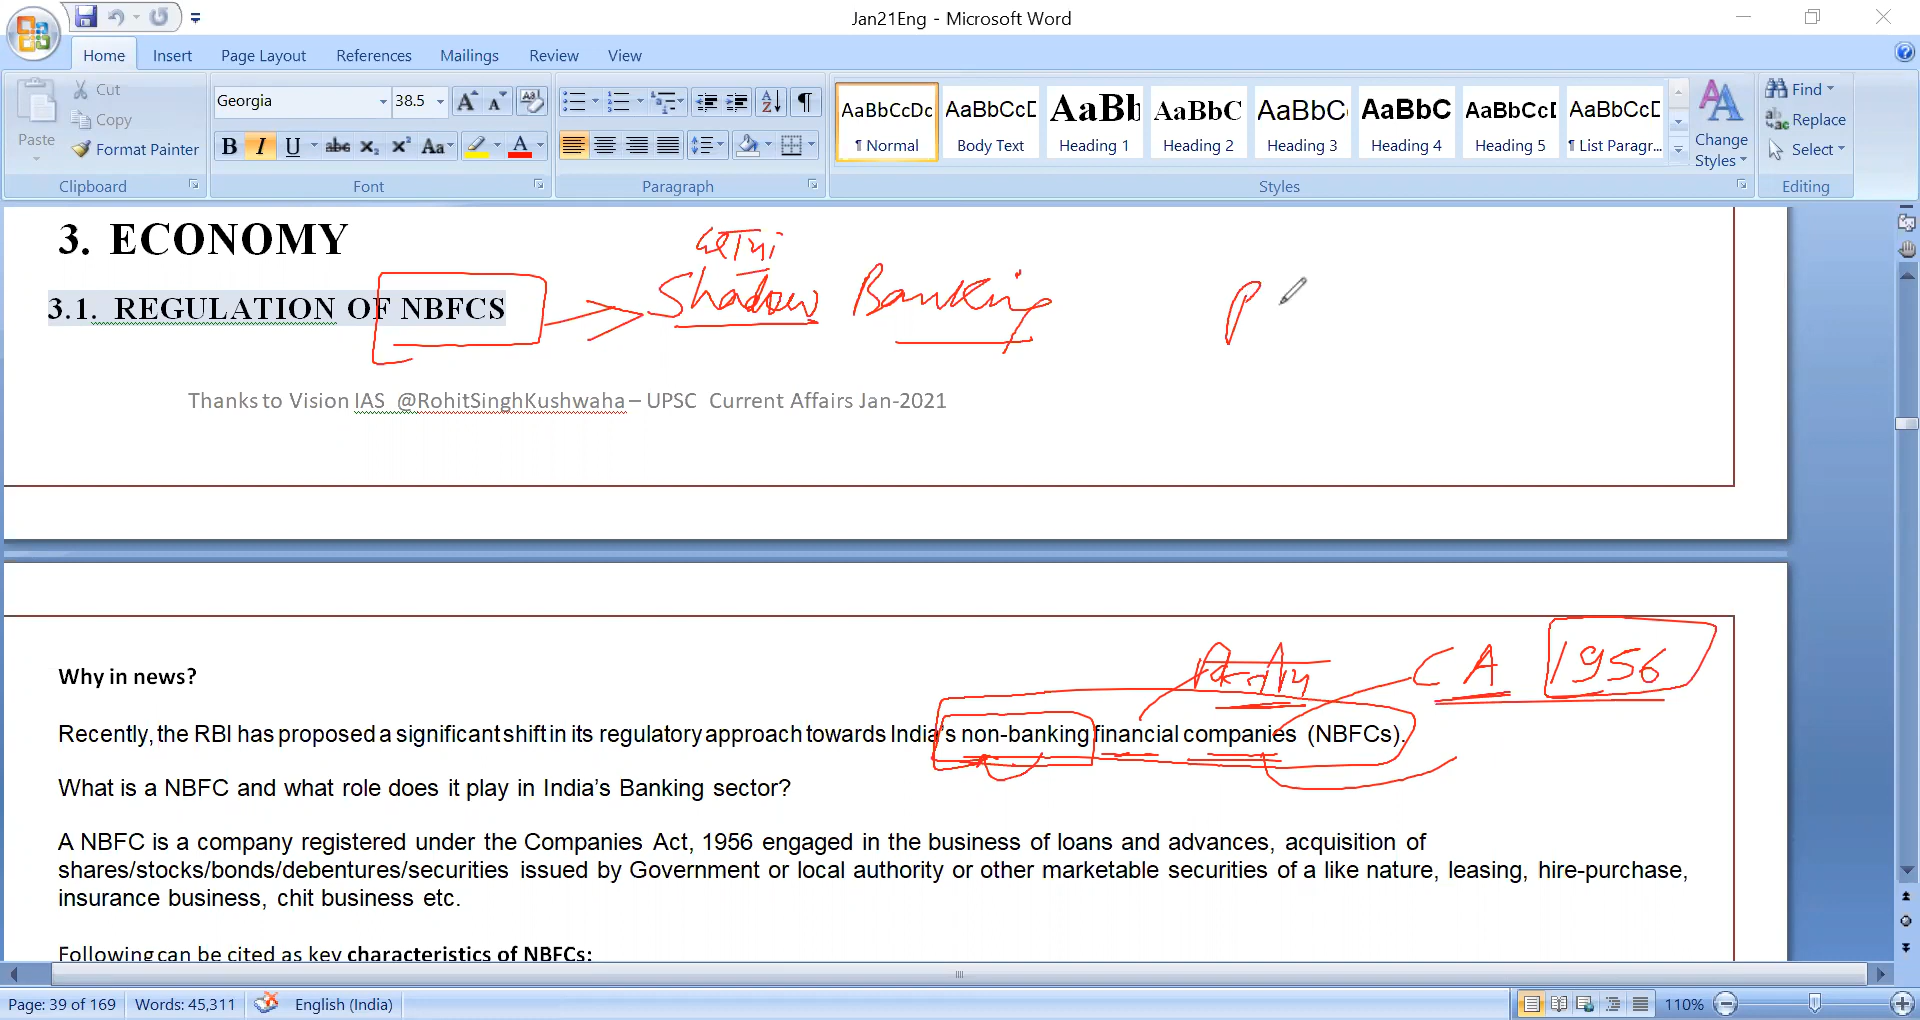 Jan21Eng - Microsoft Word
Home Insert Page Layout References Mailings Review View
Paste Cut Copy Format Painter Clipboard
Georgia 38.5 Font
Paragraph
AaBbCcDc ¶ Normal AaBbCcD Body Text AaBb Heading 1 AaBbC Heading 2 AaBbC Heading 3 AaBbC Heading 4 AaBbCcD Heading 5 AaBbCcD ¶ List Paragr... Change Styles Styles
Find Replace Select Editing
3. ECONOMY
3.1. REGULATION OF NBFCS
Shadow Banking P
Thanks to Vision IAS @RohitSinghKushwaha – UPSC Current Affairs Jan-2021
CA 1956
Why in news?
Recently, the RBI has proposed a significant shift in its regulatory approach towards India's non-banking financial companies (NBFCs).
What is a NBFC and what role does it play in India's Banking sector?
A NBFC is a company registered under the Companies Act, 1956 engaged in the business of loans and advances, acquisition of
shares/stocks/bonds/debentures/securities issued by Government or local authority or other marketable securities of a like nature, leasing, hire-purchase,
insurance business, chit business etc.
Following can be cited as key characteristics of NBFCs:
Page: 39 of 169 Words: 45,311 English (India) 110%